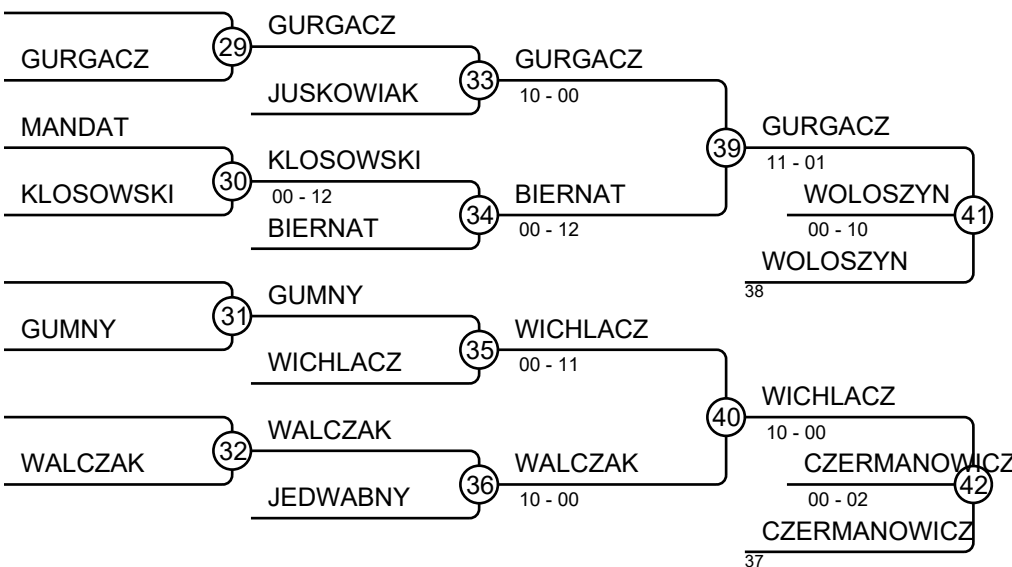 GURGACZ
29
GURGACZ
JUSKOWIAK
33
GURGACZ
10 - 00
MANDAT
KLOSOWSKI
30
KLOSOWSKI
00 - 12
BIERNAT
34
BIERNAT
00 - 12
39
GURGACZ
11 - 01
WOLOSZYN
00 - 10
41
WOLOSZYN
38
GUMNY
31
GUMNY
WICHLACZ
35
WICHLACZ
00 - 11
WALCZAK
32
WALCZAK
JEDWABNY
36
WALCZAK
10 - 00
40
WICHLACZ
10 - 00
CZERMANOWICZ
00 - 02
42
CZERMANOWICZ
37